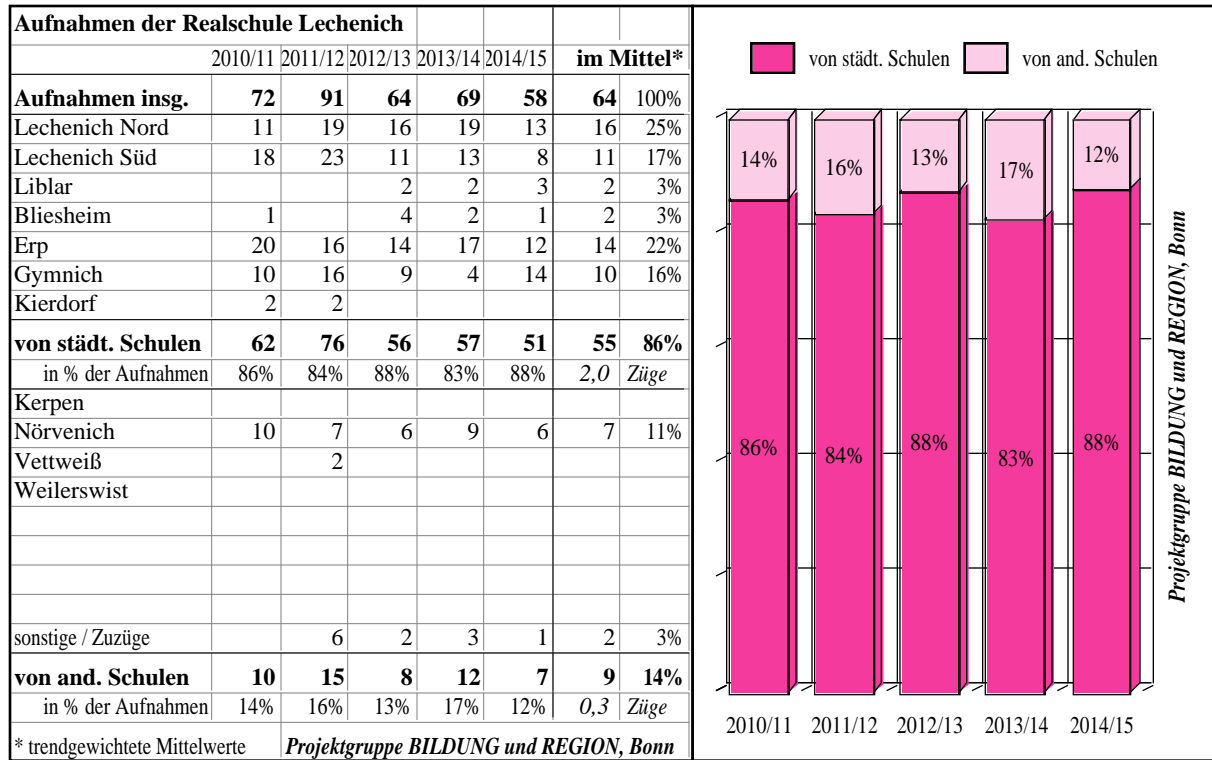 Aufnahmen der Realschule Lechenich
2010/11 2011/12 2012/13 2013/14 2014/15 im Mittel*
Aufnahmen insg. 72 91 64 69 58 64 100%
Lechenich Nord 11 19 16 19 13 16 25%
Lechenich Süd 18 23 11 13 8 11 17%
Liblar 2 2 3 2 3%
Bliesheim 1 4 2 1 2 3%
Erp 20 16 14 17 12 14 22%
Gymnich 10 16 9 4 14 10 16%
Kierdorf 2 2
von städt. Schulen 62 76 56 57 51 55 86%
in % der Aufnahmen 86% 84% 88% 83% 88% 2,0 Züge
Kerpen
Nörvenich 10 7 6 9 6 7 11%
Vettweiß 2
Weilerswist
sonstige / Zuzüge 6 2 3 1 2 3%
von and. Schulen 10 15 8 12 7 9 14%
in % der Aufnahmen 14% 16% 13% 17% 12% 0,3 Züge
* trendgewichtete Mittelwerte Projektgruppe BILDUNG und REGION, Bonn
von städt. Schulen von and. Schulen
14% 16% 13% 17% 12%
86% 84% 88% 83% 88%
2010/11 2011/12 2012/13 2013/14 2014/15
Projektgruppe BILDUNG und REGION, Bonn